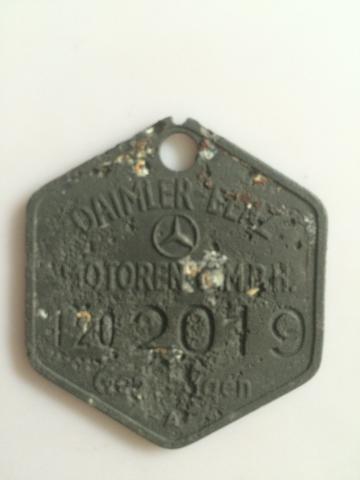 DAIMLER-BENZ
MOTOREN G.M.B.H.
120 2019